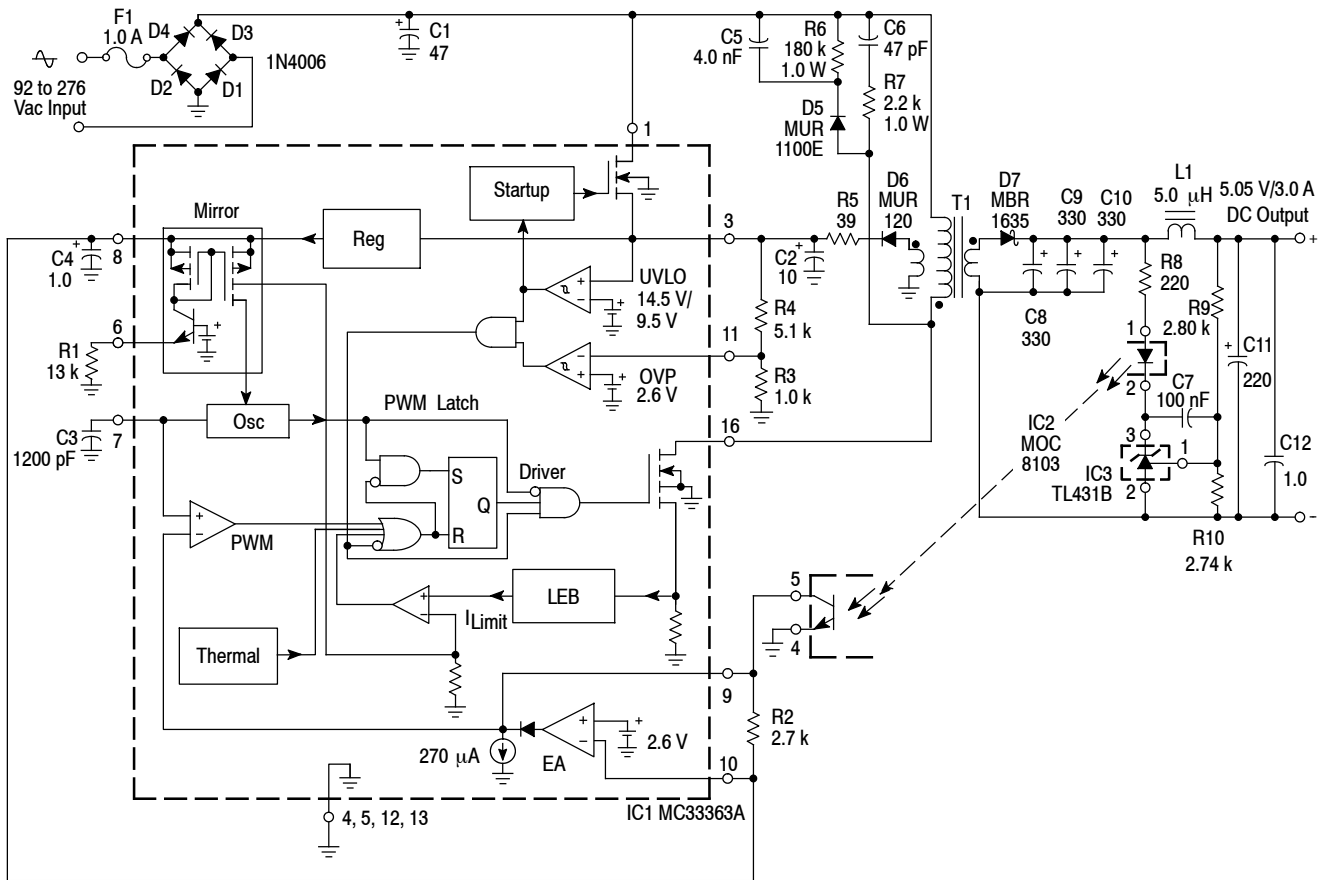 F1
1.0 A
D4
D3
D2
D1
1N4006
92 to 276
Vac Input
C1
47
+
C5
4.0 nF
R6
180 k
1.0 W
C6
47 pF
R7
2.2 k
1.0 W
D5
MUR
1100E
1
Startup
Mirror
Reg
8
C4
1.0
+
6
R1
13 k
+
3
R5
39
D6
MUR
120
T1
D7
MBR
1635
C9
330
C10
330
L1
5.0 µH
5.05 V/3.0 A
DC Output
+
C2
10
+
UVLO
14.5 V/
9.5 V
+
−
+
R4
5.1 k
11
OVP
2.6 V
−
+
+
R3
1.0 k
C8
330
+
+
+
R8
220
R9
2.80 k
1
2
C7
100 nF
IC2
MOC
8103
3
1
IC3
TL431B
2
C11
220
+
C12
1.0
−
R10
2.74 k
Osc
PWM Latch
C3
1200 pF
7
16
S
Q
R
Driver
+
−
PWM
+
−
ILimit
LEB
Thermal
5
4
9
R2
2.7 k
270 µA
EA
+
−
+
2.6 V
10
IC1 MC33363A
4, 5, 12, 13